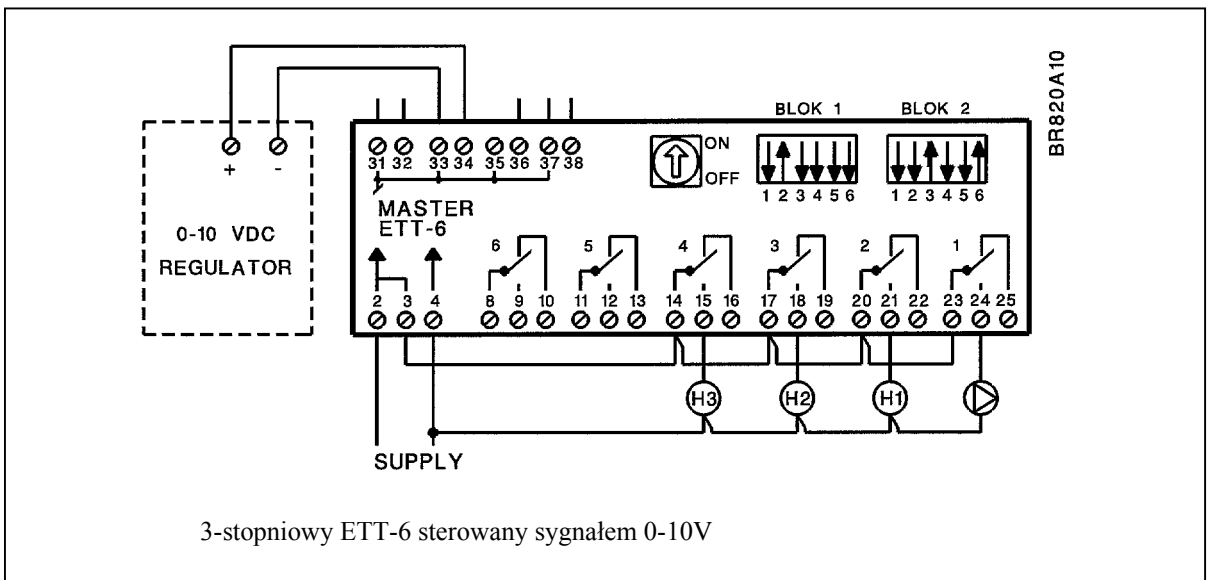 BR820A10
BLOK 1 BLOK 2
+ -
0-10 VDC
REGULATOR
31 32 33 34 35 36 37 38
ON
OFF
1 2 3 4 5 6
1 2 3 4 5 6
MASTER
ETT-6
6 5 4 3 2 1
2 3 4 8 9 10 11 12 13 14 15 16 17 18 19 20 21 22 23 24 25
H3 H2 H1
SUPPLY
3-stopniowy ETT-6 sterowany sygnałem 0-10V